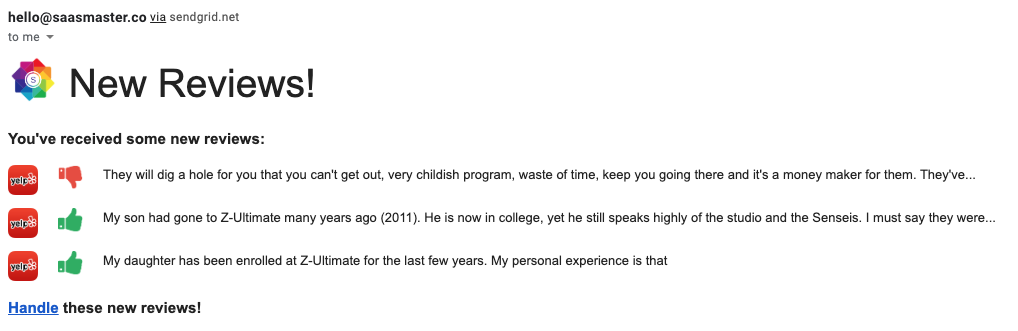 hello@saasmaster.co via sendgrid.net
to me
S
New Reviews!
You've received some new reviews:
yelp
They will dig a hole for you that you can't get out, very childish program, waste of time, keep you going there and it's a money maker for them. They've...
yelp
My son had gone to Z-Ultimate many years ago (2011). He is now in college, yet he still speaks highly of the studio and the Senseis. I must say they were...
yelp
My daughter has been enrolled at Z-Ultimate for the last few years. My personal experience is that
Handle these new reviews!